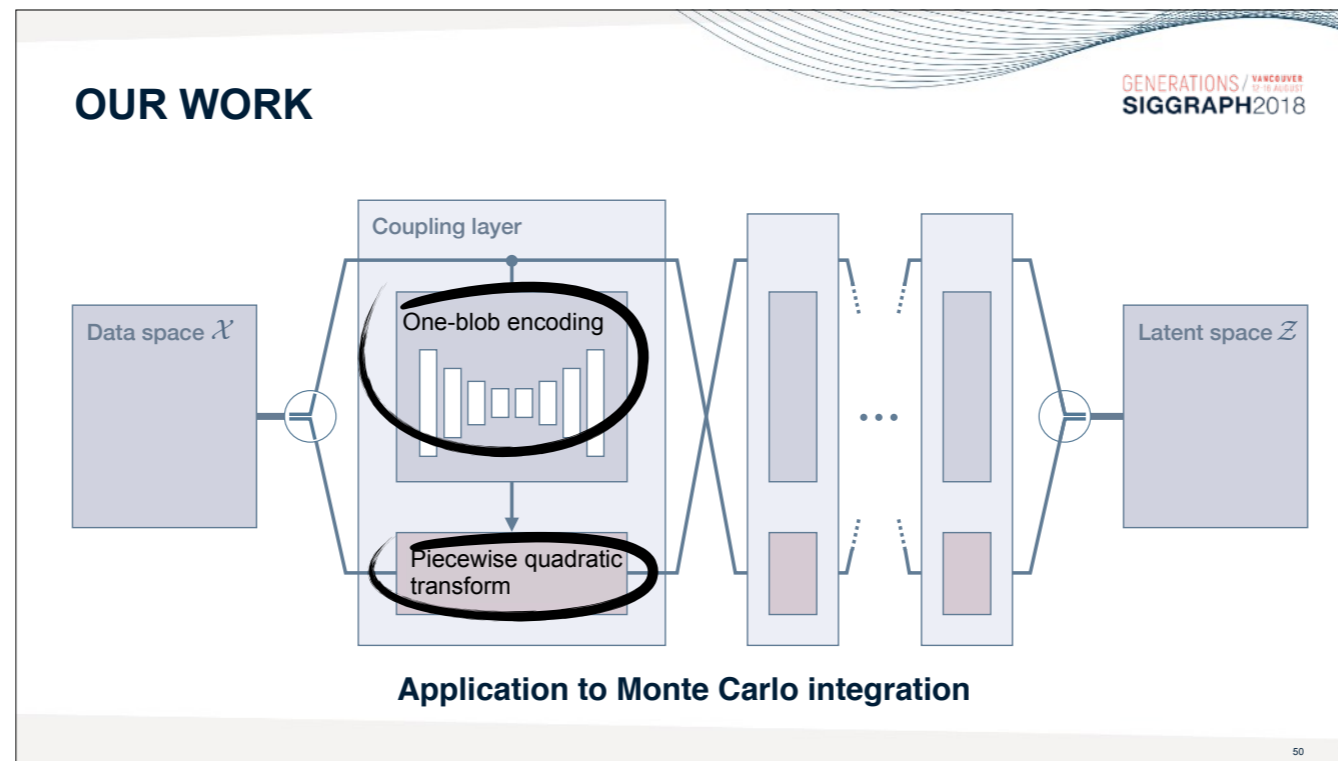 OUR WORK
GENERATIONS / VANCOUVER
12-16 AUGUST
SIGGRAPH2018
Coupling layer
One-blob encoding
Data space 𝒳
Latent space 𝒵
...
Piecewise quadratic
transform
Application to Monte Carlo integration
50